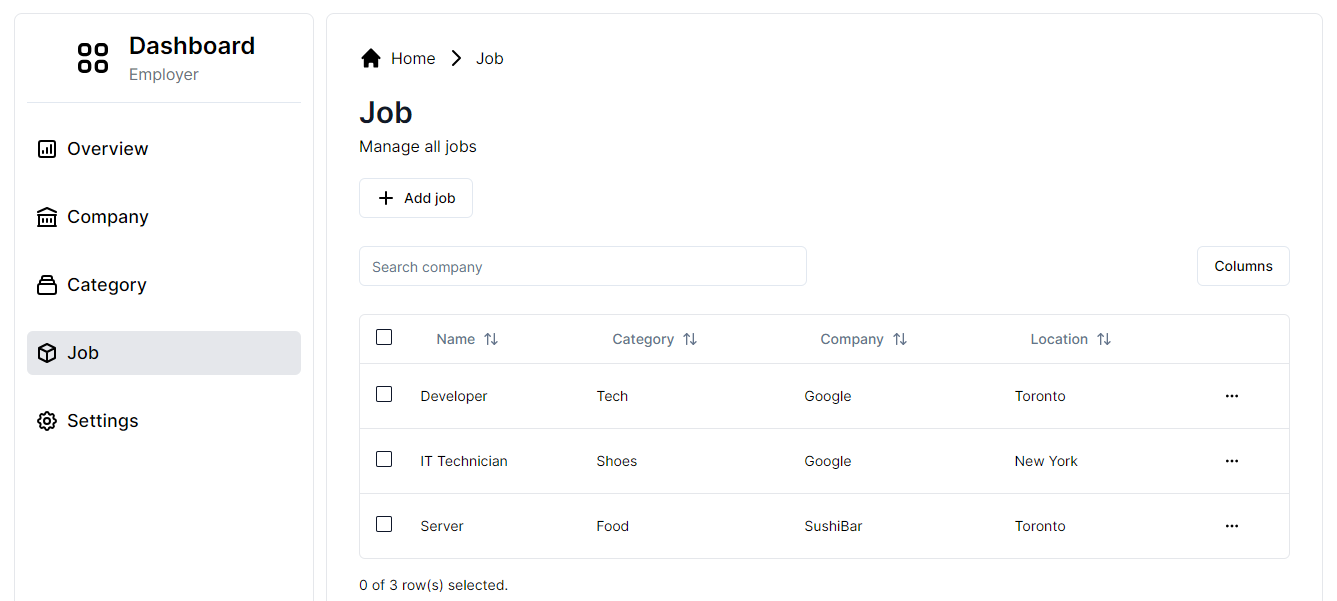 Dashboard
Employer
Overview
Company
Category
Job
Settings
Home > Job
Job
Manage all jobs
+ Add job
Search company
Columns
Name Category Company Location
Developer Tech Google Toronto ...
IT Technician Shoes Google New York ...
Server Food SushiBar Toronto ...
0 of 3 row(s) selected.